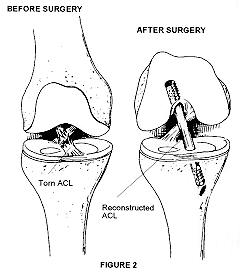 BEFORE SURGERY
AFTER SURGERY
Torn ACL
Reconstructed
ACL
FIGURE 2